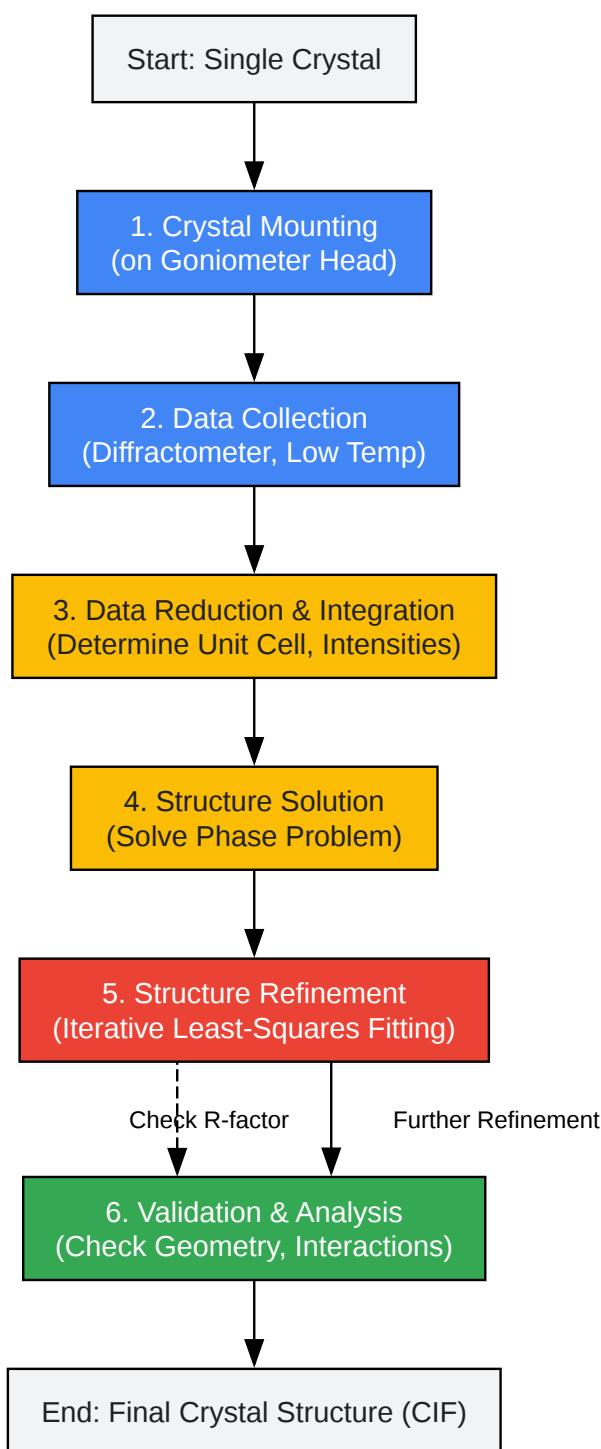 Start: Single Crystal
1. Crystal Mounting
(on Goniometer Head)
2. Data Collection
(Diffractometer, Low Temp)
3. Data Reduction & Integration
(Determine Unit Cell, Intensities)
4. Structure Solution
(Solve Phase Problem)
5. Structure Refinement
(Iterative Least-Squares Fitting)
Check R-factor
Further Refinement
6. Validation & Analysis
(Check Geometry, Interactions)
End: Final Crystal Structure (CIF)